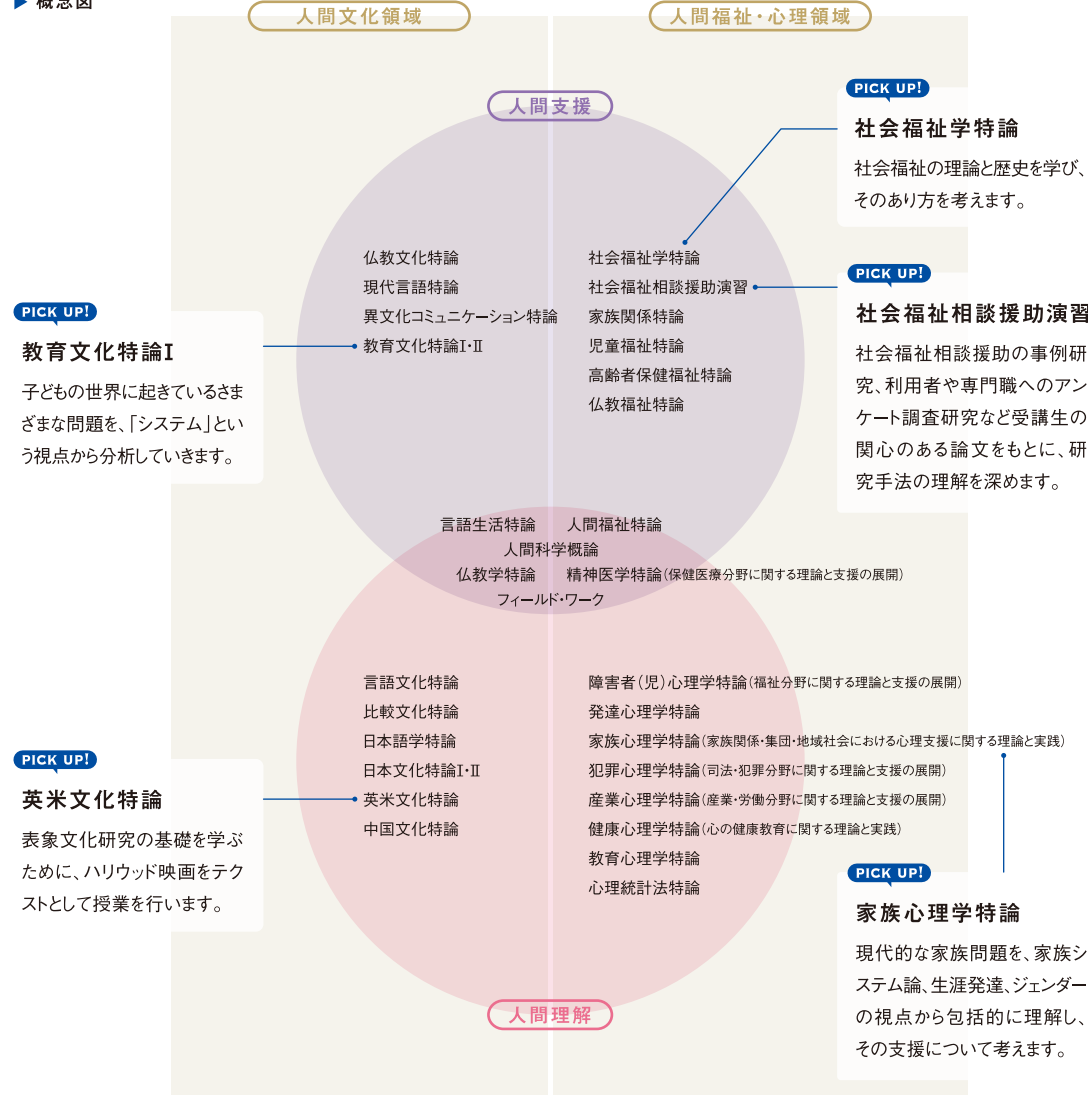 ▶ 概念図
人間文化領域
人間福祉・心理領域
人間支援
PICK UP!
社会福祉学特論
社会福祉の理論と歴史を学び、
そのあり方を考えます。
PICK UP!
社会福祉相談援助演習
社会福祉相談援助の事例研
究、利用者や専門職へのアン
ケート調査研究など受講生の
関心のある論文をもとに、研
究手法の理解を深めます。
仏教文化特論
現代言語特論
異文化コミュニケーション特論
教育文化特論I・II
社会福祉学特論
社会福祉相談援助演習
家族関係特論
児童福祉特論
高齢者保健福祉特論
仏教福祉特論
PICK UP!
教育文化特論I
子どもの世界に起きているさま
ざまな問題を、「システム」とい
う視点から分析していきます。
言語生活特論 人間福祉特論
人間科学概論
仏教学特論 精神医学特論(保健医療分野に関する理論と支援の展開)
フィールド・ワーク
言語文化特論
比較文化特論
日本語学特論
日本文化特論I・II
英米文化特論
中国文化特論
障害者(児)心理学特論(福祉分野に関する理論と支援の展開)
発達心理学特論
家族心理学特論(家族関係・集団・地域社会における心理支援に関する理論と実践)
犯罪心理学特論(司法・犯罪分野に関する理論と支援の展開)
産業心理学特論(産業・労働分野に関する理論と支援の展開)
健康心理学特論(心の健康教育に関する理論と実践)
教育心理学特論
心理統計法特論
PICK UP!
英米文化特論
表象文化研究の基礎を学ぶ
ために、ハリウッド映画をテク
ストとして授業を行います。
PICK UP!
家族心理学特論
現代的な家族問題を、家族シ
ステム論、生涯発達、ジェンダー
の視点から包括的に理解し、
その支援について考えます。
人間理解